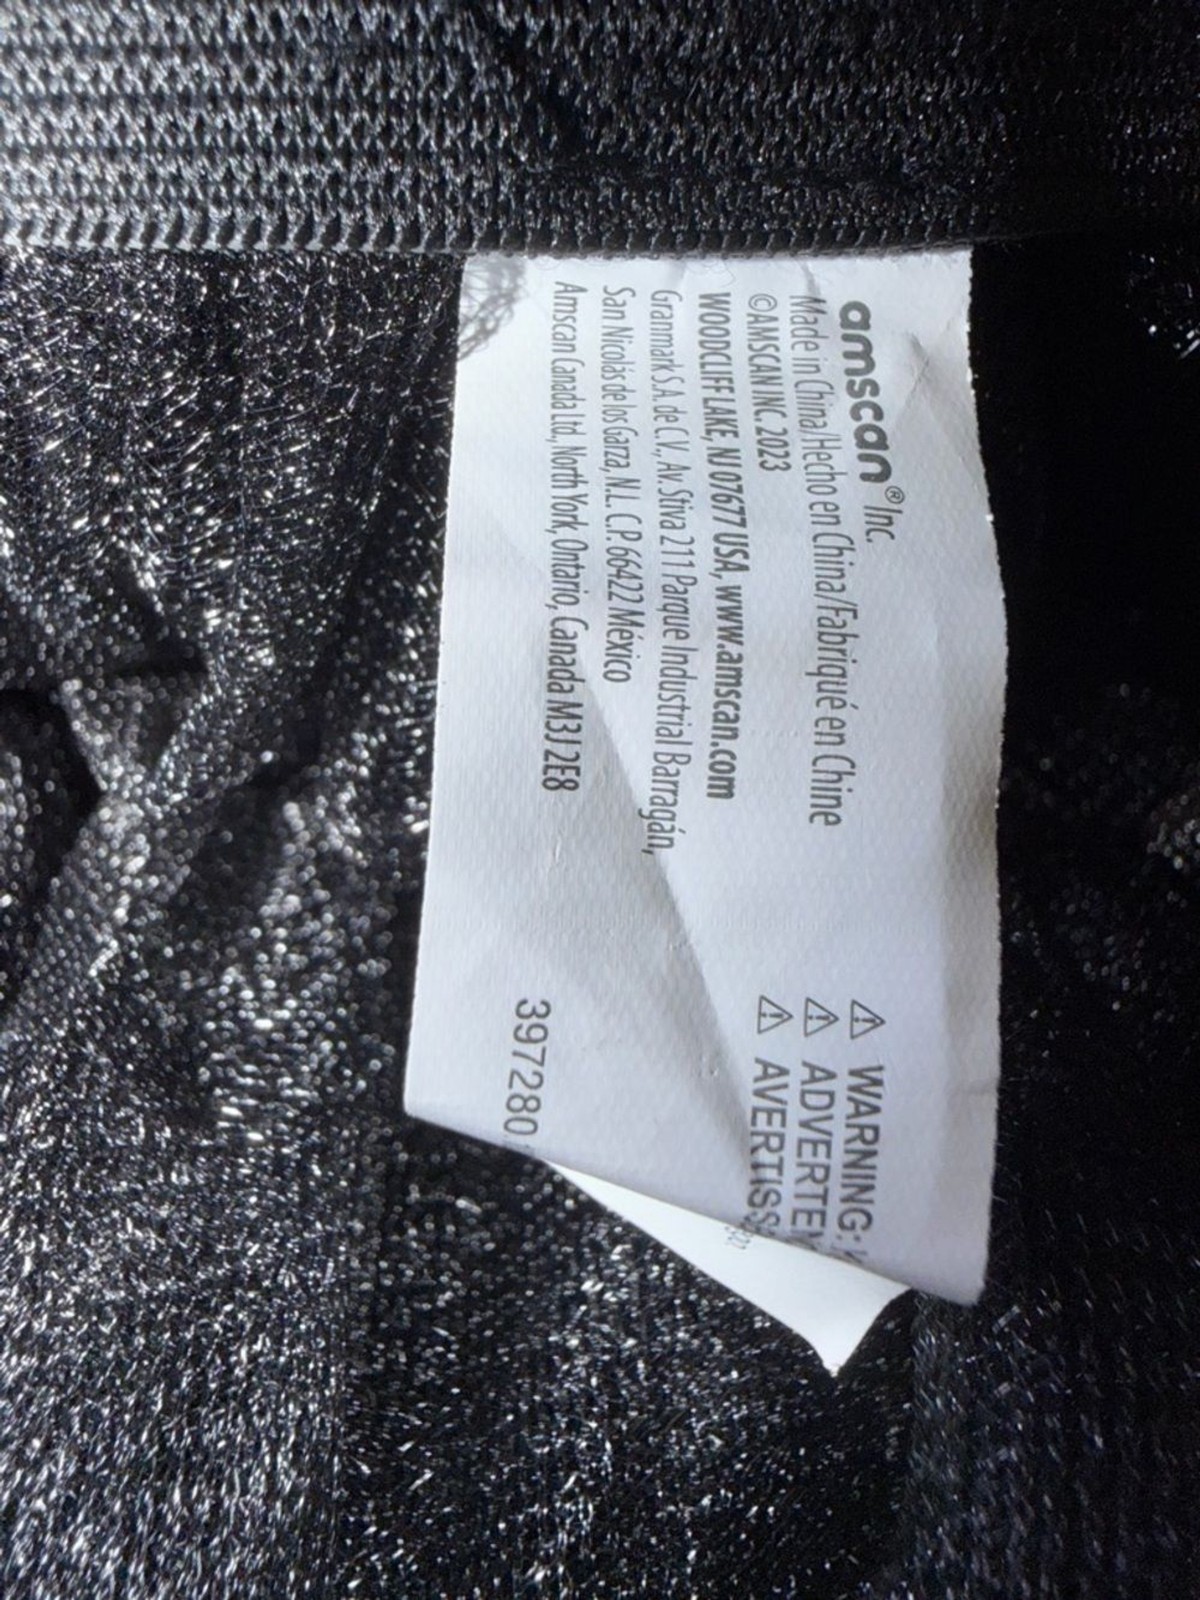 amscan® Inc.
Made in China/Hecho en China/Fabriqué en Chine
©AMSCAN INC. 2023
WOODCLIFF LAKE, NJ 07677 USA, www.amscan.com
Granmark S.A. de C.V., Av. Stiva 211 Parque Industrial Barragán,
San Nicolás de los Garza, N.L. C.P. 66422 México
Amscan Canada Ltd., North York, Ontario, Canada M3J 2E8
⚠ WARNING:
⚠ ADVERTEN
⚠ AVERTISS
397280